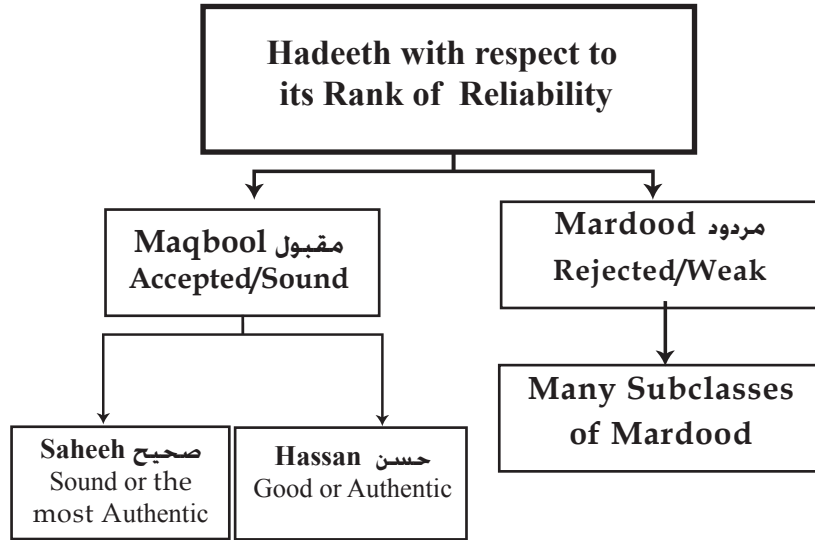 Hadeeth with respect to
its Rank of Reliability
Maqbool مقبول
Accepted/Sound
Mardood مردود
Rejected/Weak
Many Subclasses
of Mardood
Saheeh صحيح
Sound or the
most Authentic
Hassan حسن
Good or Authentic